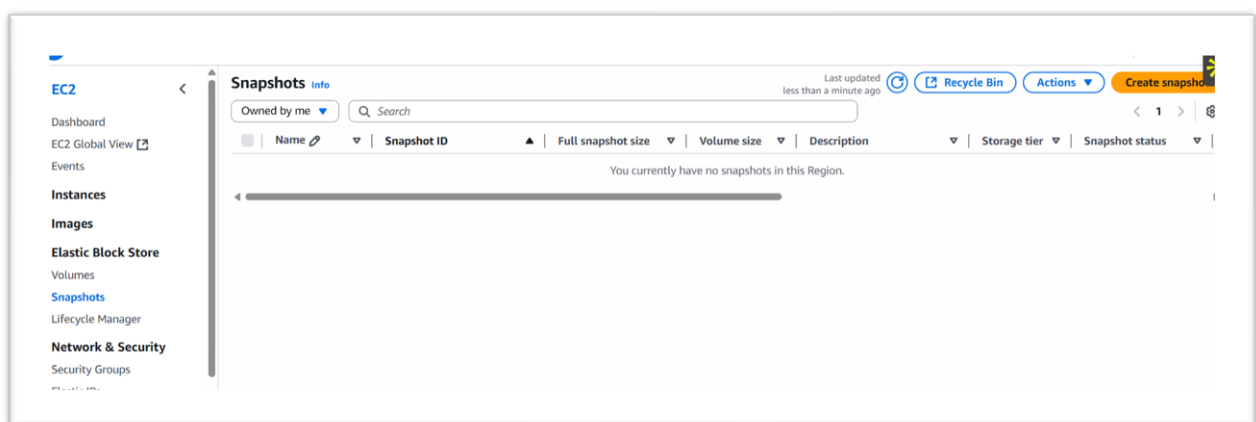 EC2
Dashboard
EC2 Global View
Events
Instances
Images
Elastic Block Store
Volumes
Snapshots
Lifecycle Manager
Network & Security
Security Groups
Snapshots Info
Last updated
less than a minute ago
Recycle Bin
Actions
Create snapsho
Owned by me
Search
1
Name
Snapshot ID
Full snapshot size
Volume size
Description
Storage tier
Snapshot status
You currently have no snapshots in this Region.